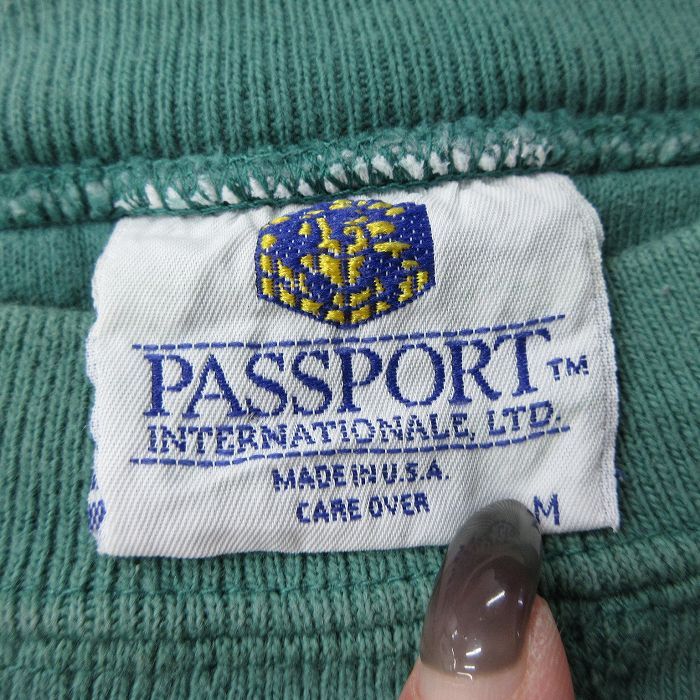 PASSPORT™
INTERNATIONALE, LTD.
MADE IN U.S.A.
CARE OVER
M